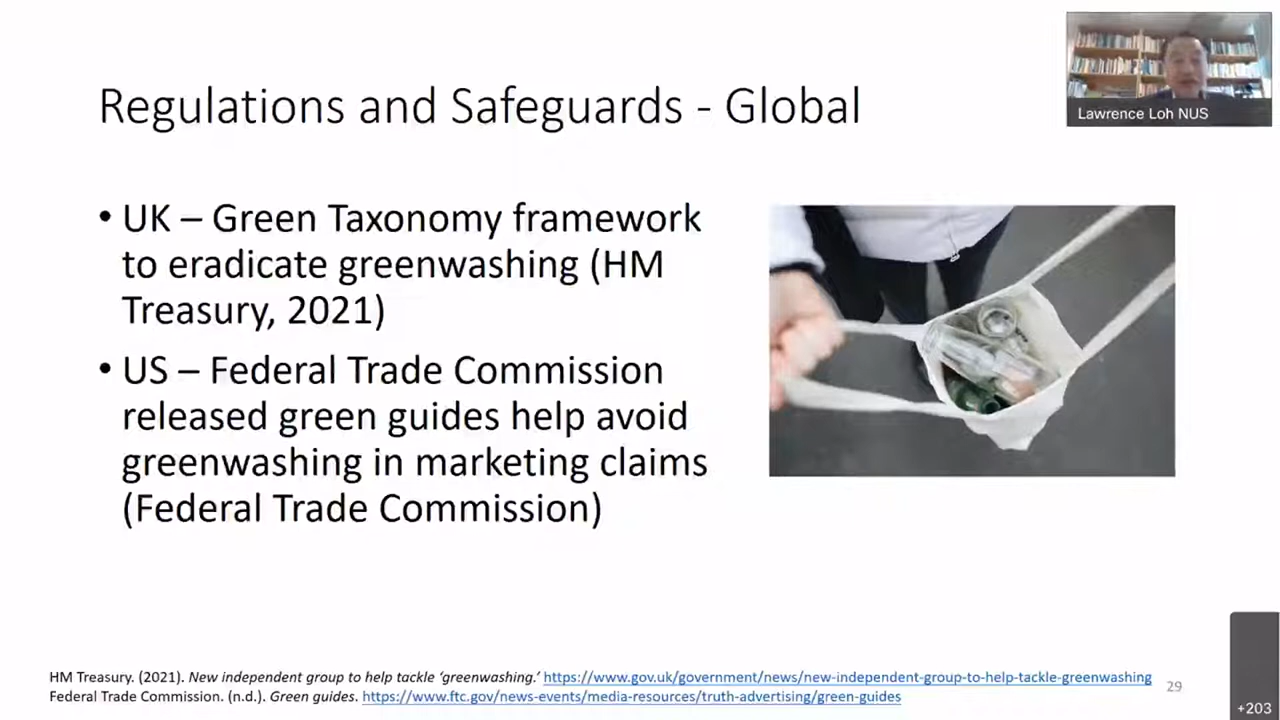 Regulations and Safeguards - Global
Lawrence Loh NUS
• UK – Green Taxonomy framework
to eradicate greenwashing (HM
Treasury, 2021)
• US – Federal Trade Commission
released green guides help avoid
greenwashing in marketing claims
(Federal Trade Commission)
HM Treasury. (2021). New independent group to help tackle ‘greenwashing.’ https://www.gov.uk/government/news/new-independent-group-to-help-tackle-greenwashing
Federal Trade Commission. (n.d.). Green guides. https://www.ftc.gov/news-events/media-resources/truth-advertising/green-guides
29
+203